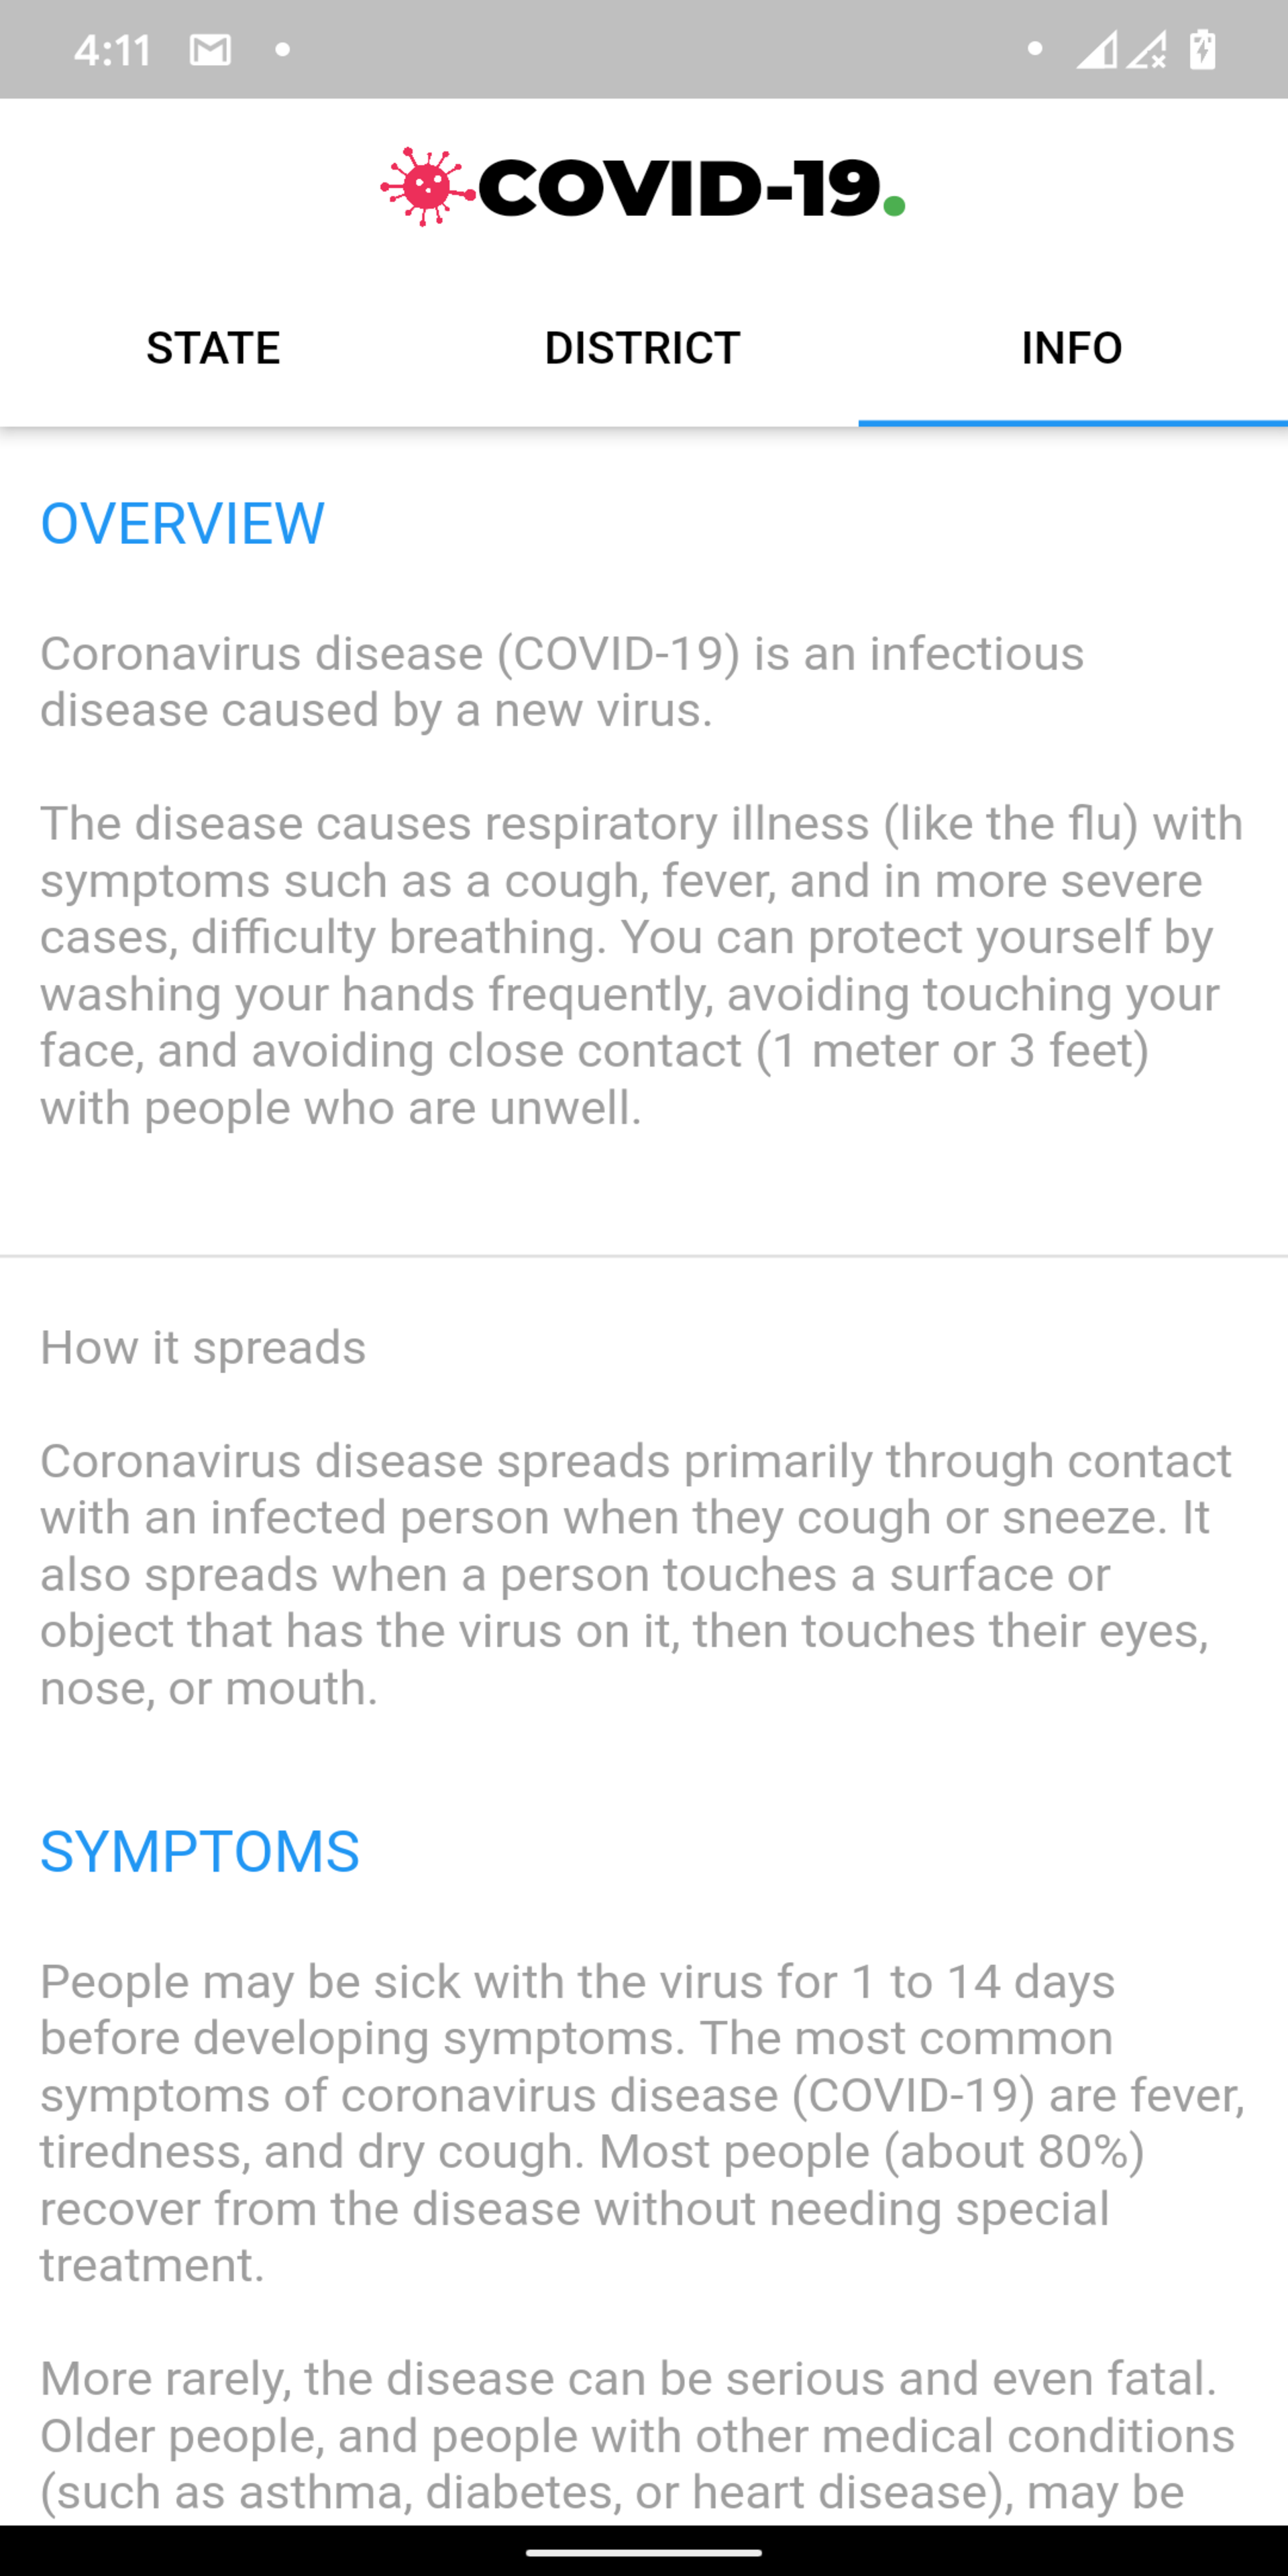 4:11
COVID-19.
STATE DISTRICT INFO
OVERVIEW
Coronavirus disease (COVID-19) is an infectious
disease caused by a new virus.
The disease causes respiratory illness (like the flu) with
symptoms such as a cough, fever, and in more severe
cases, difficulty breathing. You can protect yourself by
washing your hands frequently, avoiding touching your
face, and avoiding close contact (1 meter or 3 feet)
with people who are unwell.
How it spreads
Coronavirus disease spreads primarily through contact
with an infected person when they cough or sneeze. It
also spreads when a person touches a surface or
object that has the virus on it, then touches their eyes,
nose, or mouth.
SYMPTOMS
People may be sick with the virus for 1 to 14 days
before developing symptoms. The most common
symptoms of coronavirus disease (COVID-19) are fever,
tiredness, and dry cough. Most people (about 80%)
recover from the disease without needing special
treatment.
More rarely, the disease can be serious and even fatal.
Older people, and people with other medical conditions
(such as asthma, diabetes, or heart disease), may be